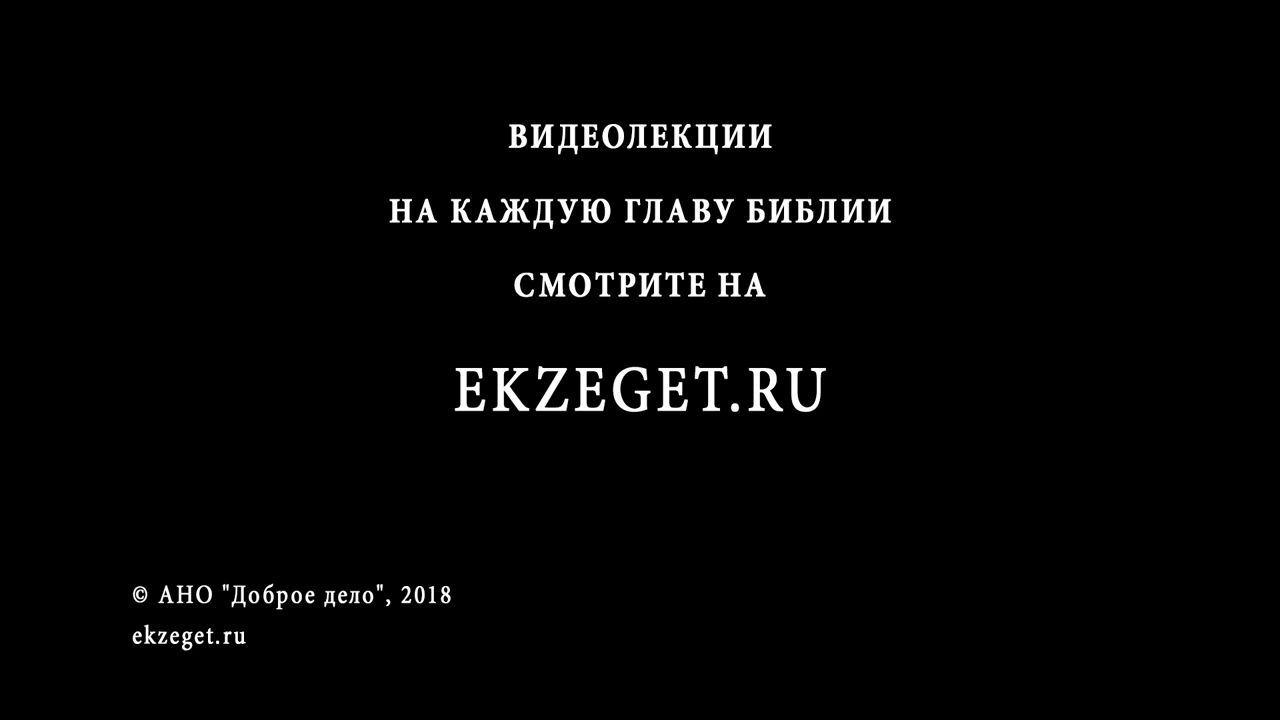 ВИДЕОЛЕКЦИИ
НА КАЖДУЮ ГЛАВУ БИБЛИИ
СМОТРИТЕ НА
EKZEGET.RU
© АНО "Доброе дело", 2018
ekzeget.ru